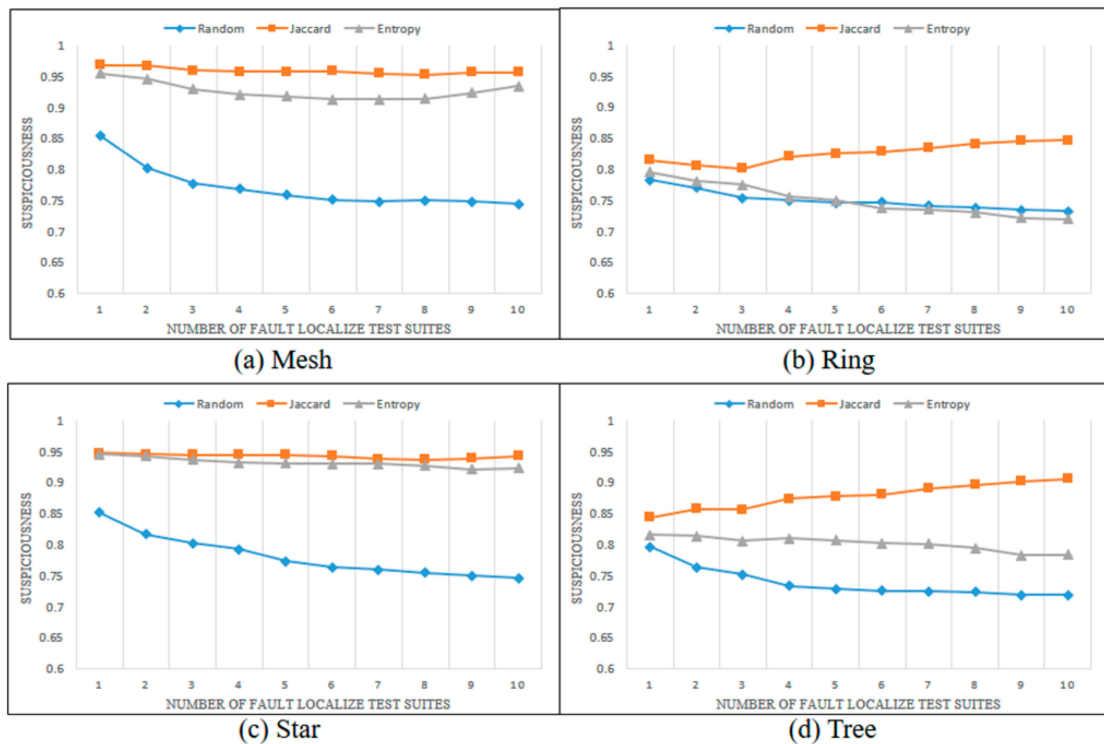 Random Jaccard Entropy
1
0.95
0.9
0.85
0.8
0.75
0.7
0.65
0.6
SUSPICIOUSNESS
1 2 3 4 5 6 7 8 9 10
NUMBER OF FAULT LOCALIZE TEST SUITES
(a) Mesh
Random Jaccard Entropy
1
0.95
0.9
0.85
0.8
0.75
0.7
0.65
0.6
SUSPICIOUSNESS
1 2 3 4 5 6 7 8 9 10
NUMBER OF FAULT LOCALIZE TEST SUITES
(b) Ring
Random Jaccard Entropy
1
0.95
0.9
0.85
0.8
0.75
0.7
0.65
0.6
SUSPICIOUSNESS
1 2 3 4 5 6 7 8 9 10
NUMBER OF FAULT LOCALIZE TEST SUITES
(c) Star
Random Jaccard Entropy
1
0.95
0.9
0.85
0.8
0.75
0.7
0.65
0.6
SUSPICIOUSNESS
1 2 3 4 5 6 7 8 9 10
NUMBER OF FAULT LOCALIZE TEST SUITES
(d) Tree